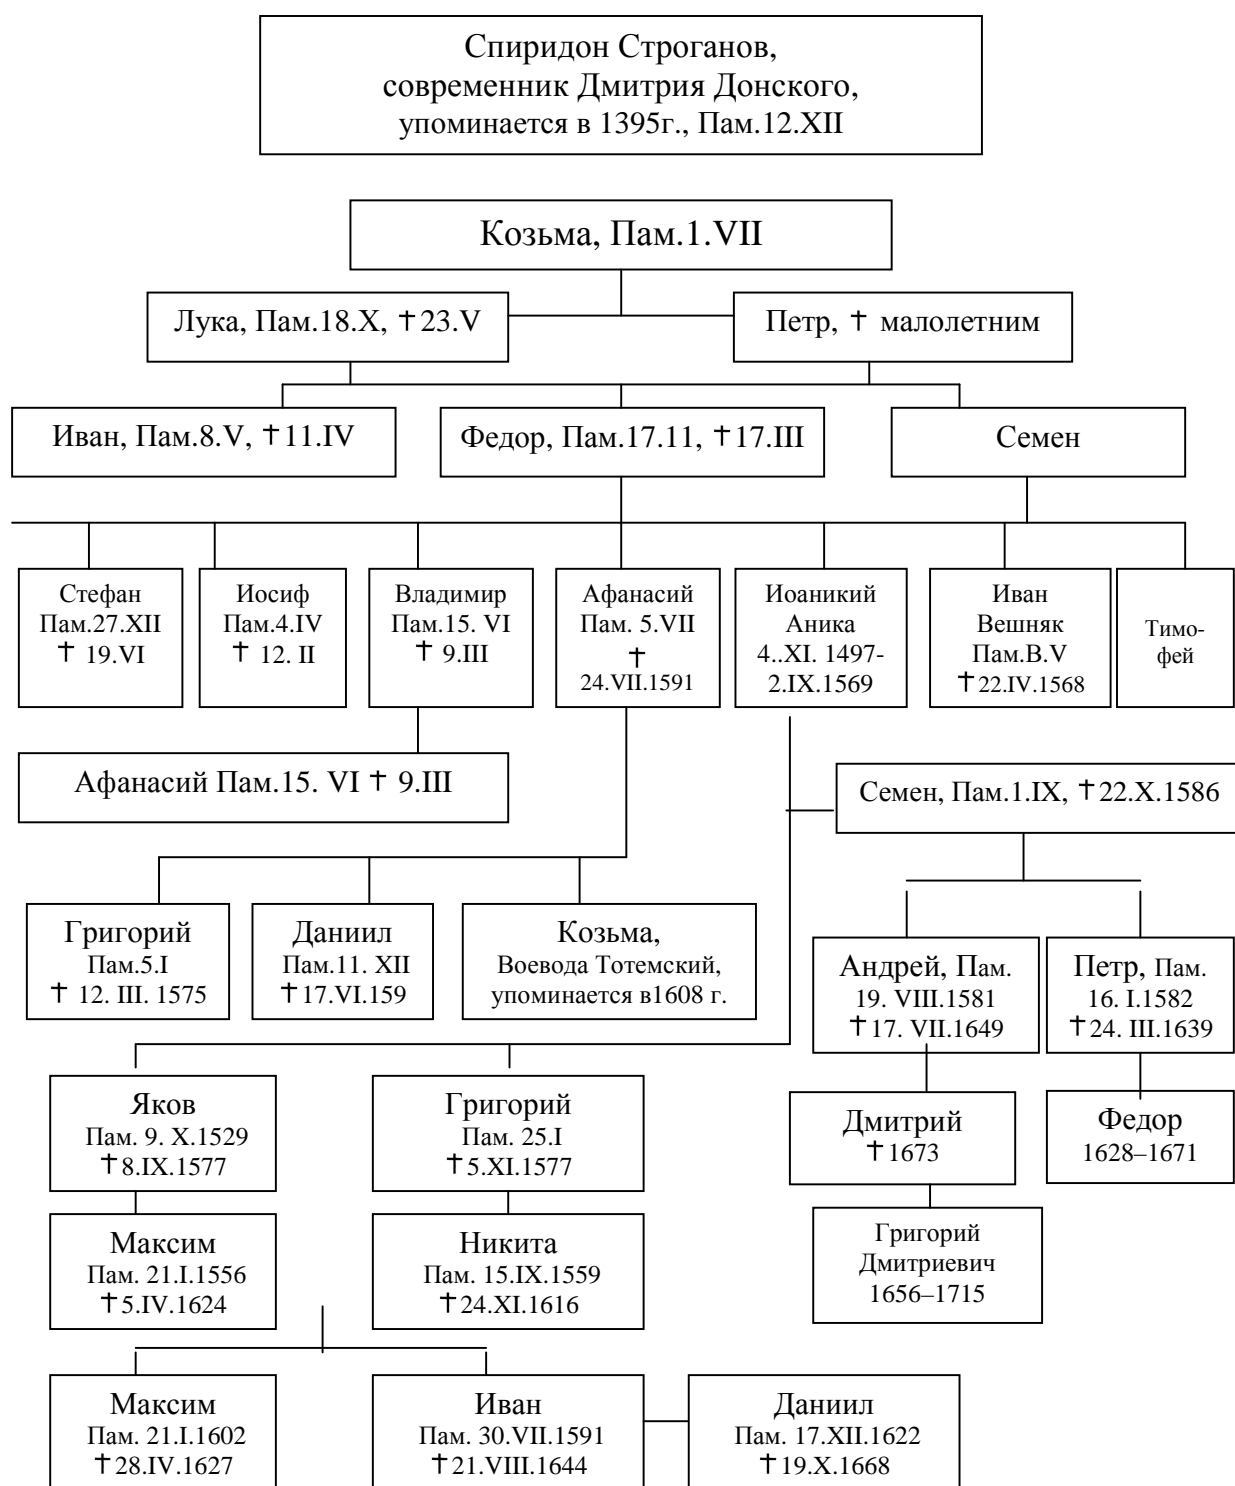 Спиридон Строганов,
современник Дмитрия Донского,
упоминается в 1395г., Пам.12.XII
Козьма, Пам.1.VII
Лука, Пам.18.X, †23.V
Петр, † малолетним
Иван, Пам.8.V, †11.IV
Федор, Пам.17.11, †17.III
Семен
Стефан
Пам.27.XII
† 19.VI
Иосиф
Пам.4.IV
† 12. II
Владимир
Пам.15. VI
† 9.III
Афанасий
Пам. 5.VII
†
24.VII.1591
Иоаникий
Аника
4..XI. 1497-
2.IX.1569
Иван
Вешняк
Пам.В.V
†22.IV.1568
Тимо-
фей
Афанасий Пам.15. VI † 9.III
Семен, Пам.1.IX, †22.X.1586
Григорий
Пам.5.I
† 12. III. 1575
Даниил
Пам.11. XII
†17.VI.159
Козьма,
Воевода Тотемский,
упоминается в1608 г.
Андрей, Пам.
19. VIII.1581
†17. VII.1649
Петр, Пам.
16. I.1582
†24. III.1639
Яков
Пам. 9. X.1529
†8.IX.1577
Григорий
Пам. 25.I
†5.XI.1577
Дмитрий
†1673
Федор
1628–1671
Максим
Пам. 21.I.1556
†5.IV.1624
Никита
Пам. 15.IX.1559
†24.XI.1616
Григорий
Дмитриевич
1656–1715
Максим
Пам. 21.I.1602
†28.IV.1627
Иван
Пам. 30.VII.1591
†21.VIII.1644
Даниил
Пам. 17.XII.1622
†19.X.1668